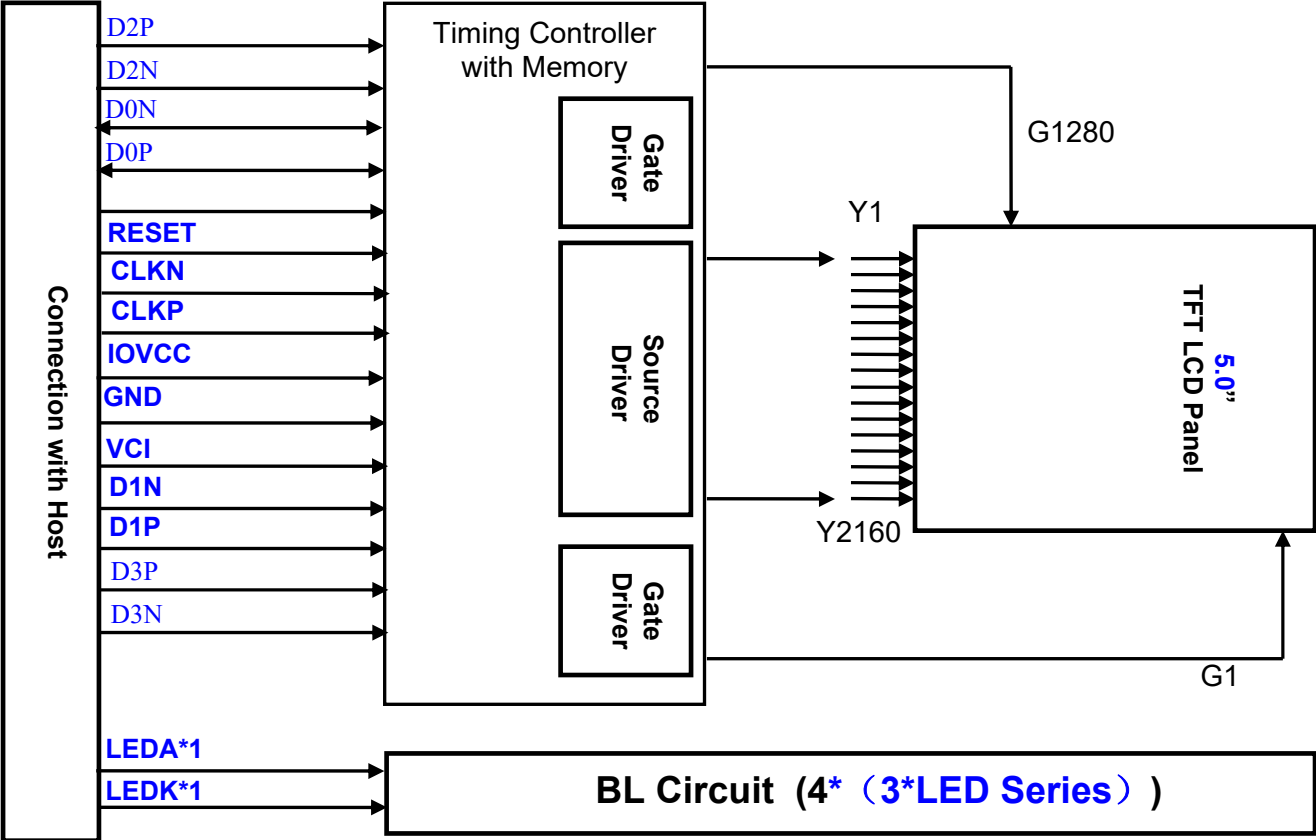 Connection with Host
D2P
D2N
D0N
D0P
RESET
CLKN
CLKP
IOVCC
GND
VCI
D1N
D1P
D3P
D3N
LEDA*1
LEDK*1
Timing Controller
with Memory
Gate
Driver
Source
Driver
Gate
Driver
G1280
Y1
Y2160
G1
5.0”
TFT LCD Panel
BL Circuit (4*（3*LED Series）)